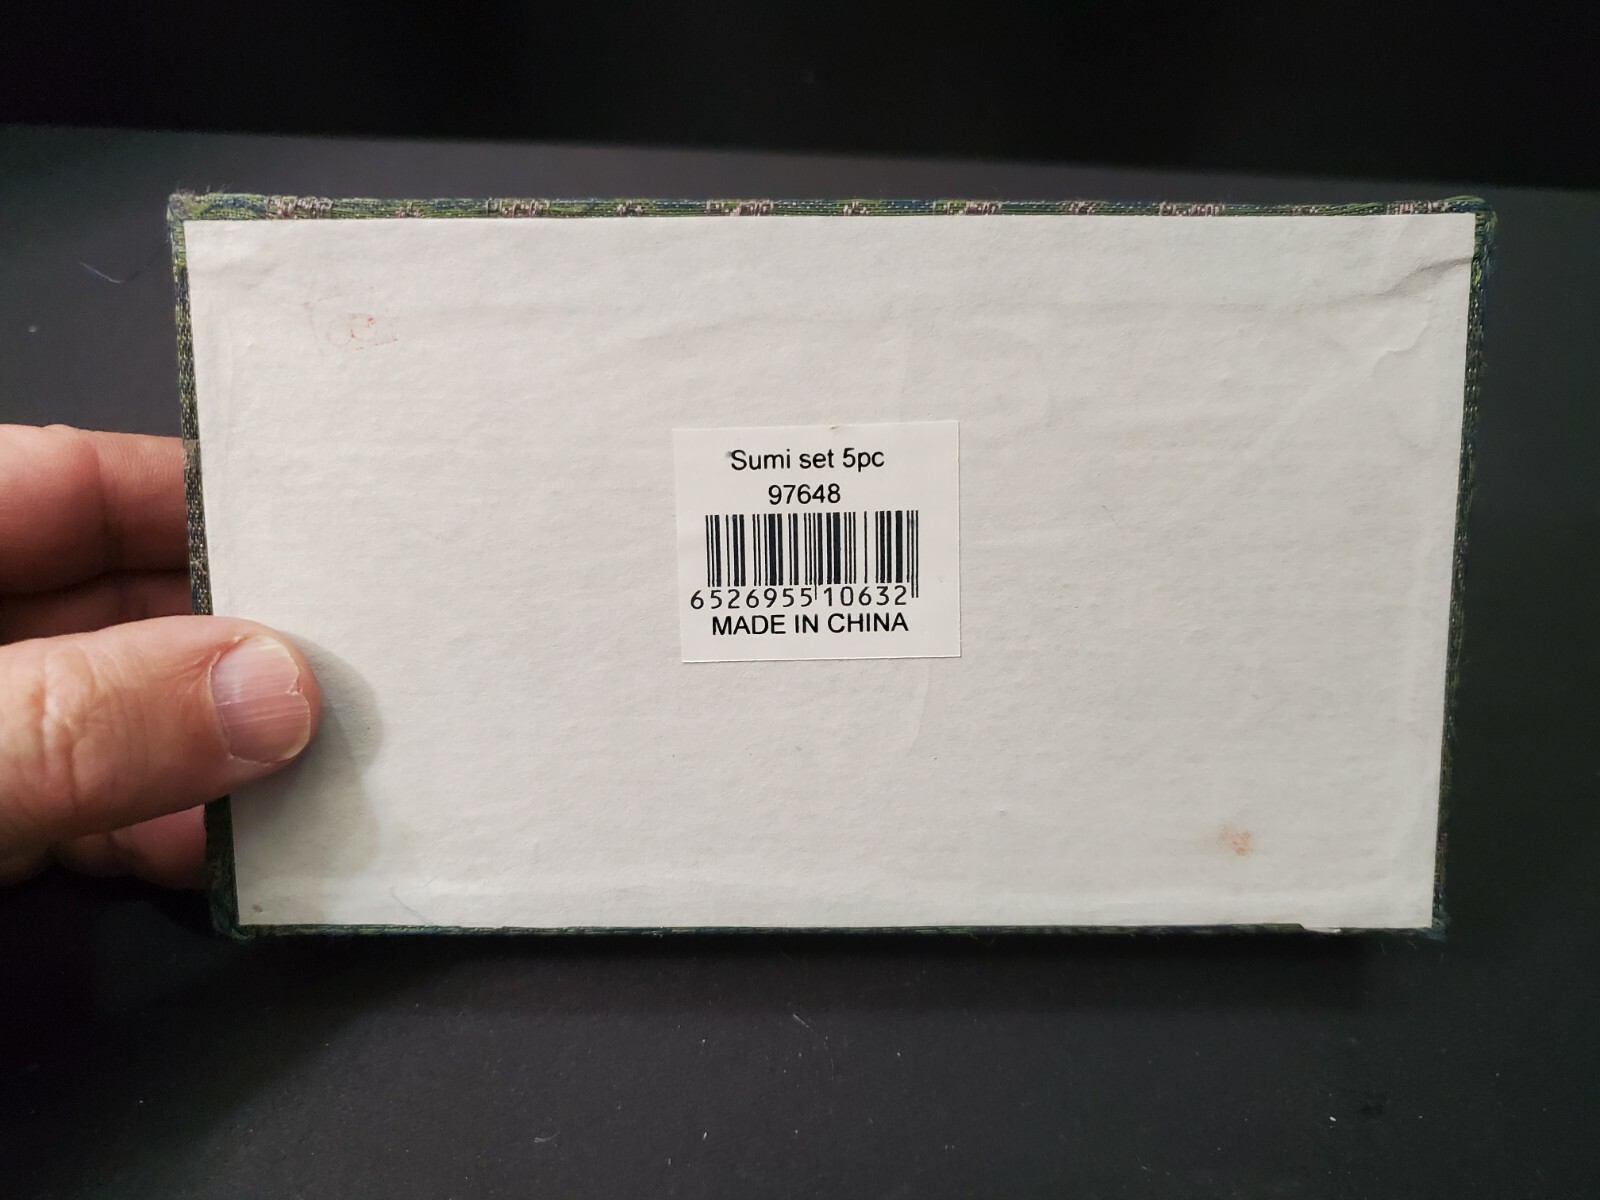 Sumi set 5pc
97648
6526955 10632
MADE IN CHINA